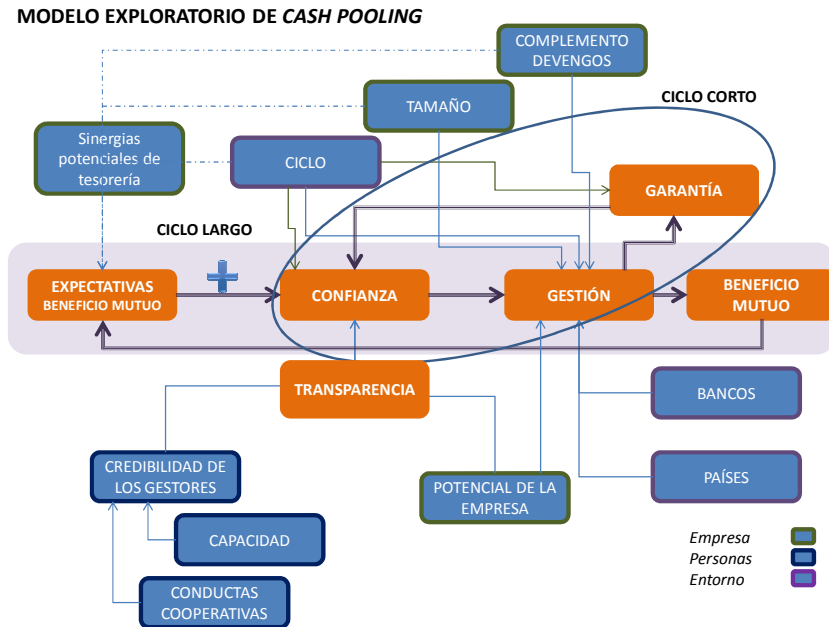 MODELO EXPLORATORIO DE CASH POOLING
COMPLEMENTO
DEVENGOS
CICLO CORTO
TAMAÑO
Sinergias
potenciales de
tesorería
CICLO
GARANTÍA
CICLO LARGO
EXPECTATIVAS
BENEFICIO MUTUO
CONFIANZA
GESTIÓN
BENEFICIO
MUTUO
TRANSPARENCIA
BANCOS
CREDIBILIDAD DE
LOS GESTORES
POTENCIAL DE LA
EMPRESA
PAÍSES
CAPACIDAD
CONDUCTAS
COOPERATIVAS
Empresa
Personas
Entorno